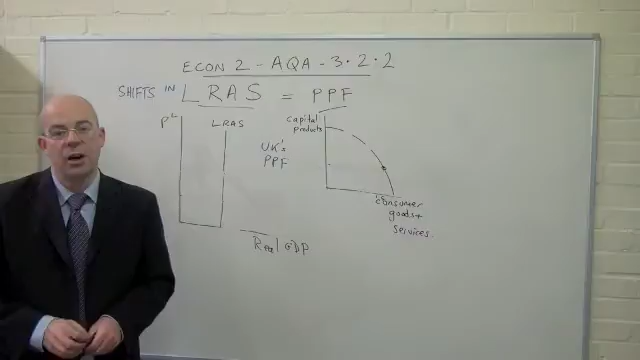 ECON 2 - AQA - 3.2.2
SHIFTS IN LRAS = PPF
PL
LRAS
UK's
PPF
Capital
products
Consumer
goods +
services.
Real GDP